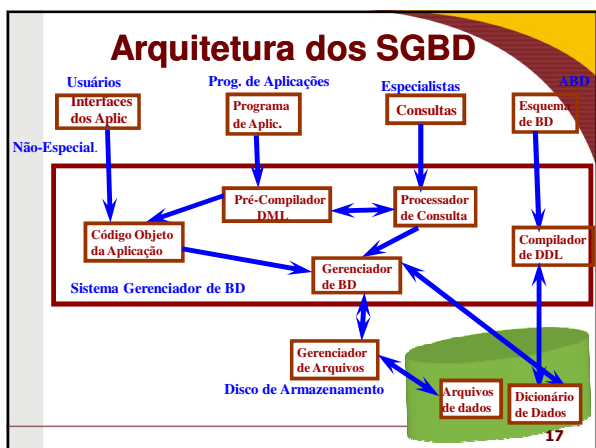 Arquitetura dos SGBD
Usuários
Prog. de Aplicações
Especialistas
ABD
Interfaces
dos Aplic
Programa
de Aplic.
Consultas
Esquema
de BD
Não-Especial.
Pré-Compilador
DML
Processador
de Consulta
Código Objeto
da Aplicação
Compilador
de DDL
Gerenciador
de BD
Sistema Gerenciador de BD
Gerenciador
de Arquivos
Disco de Armazenamento
Arquivos
de dados
Dicionário
de Dados
17